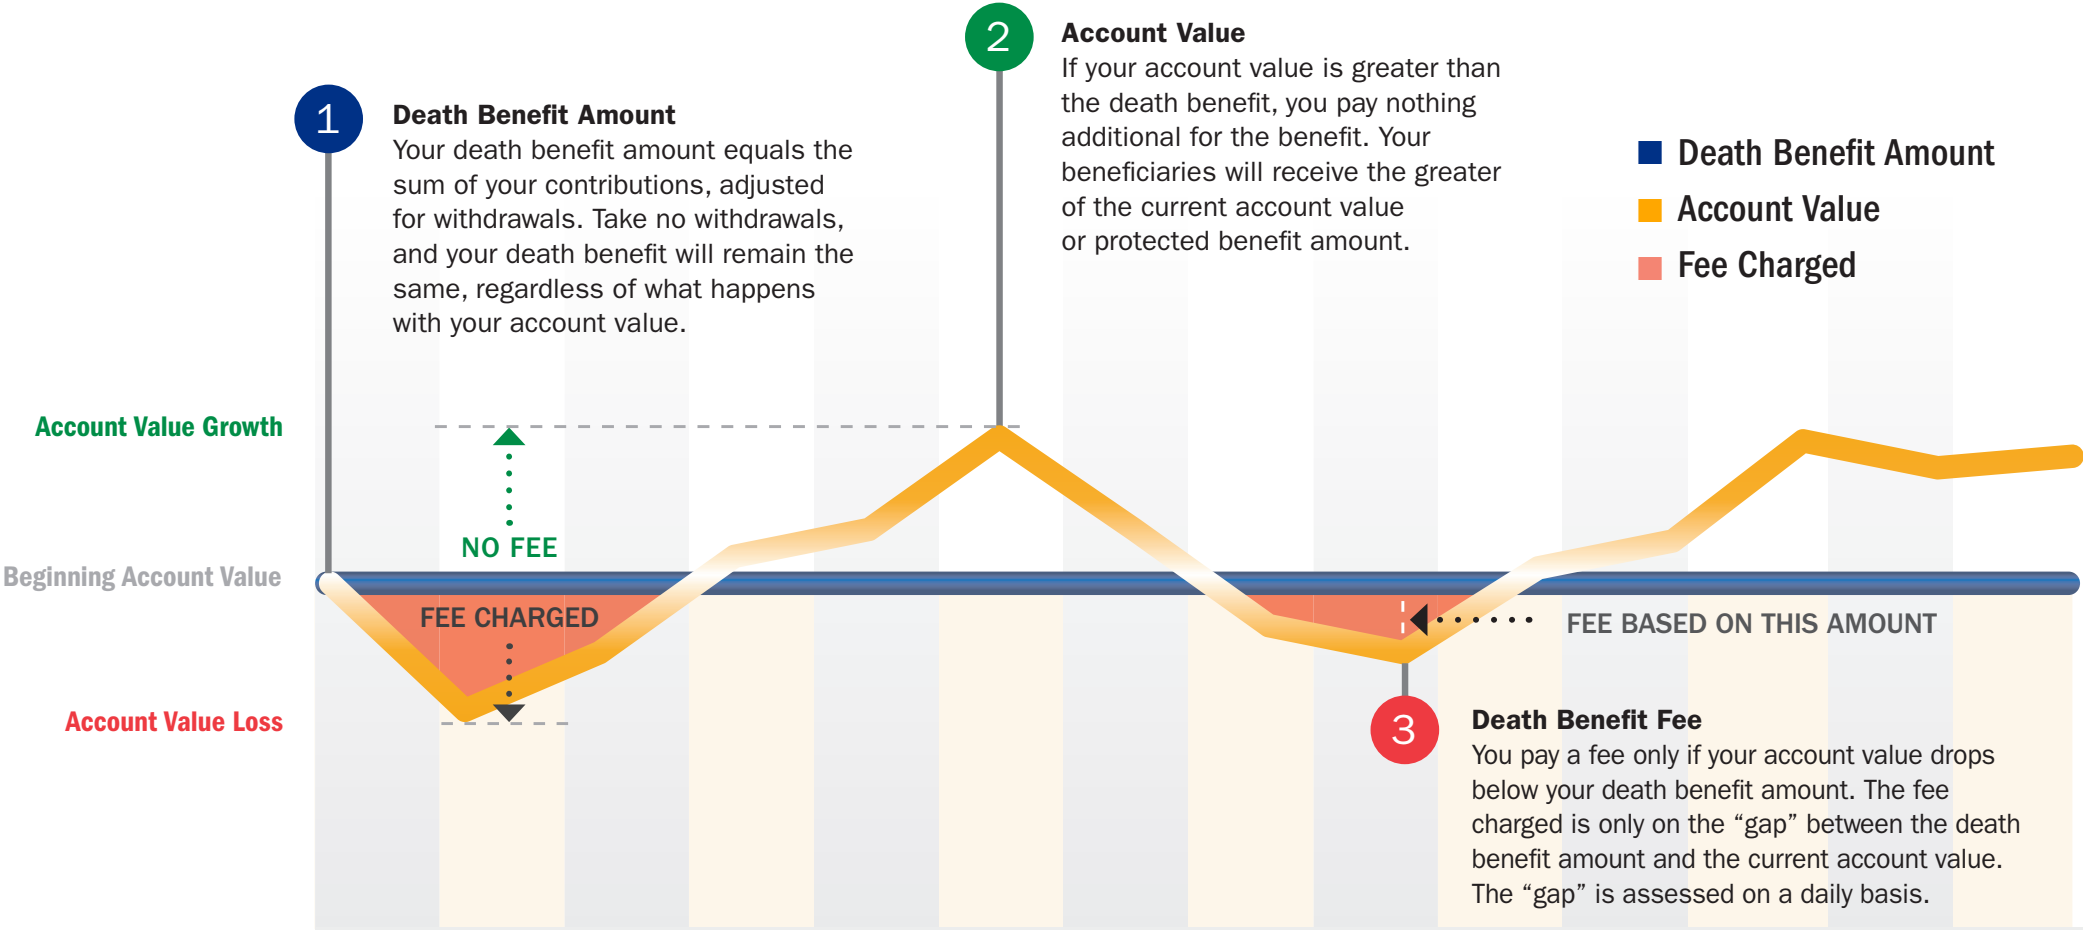 1
Death Benefit Amount
Your death benefit amount equals the
sum of your contributions, adjusted
for withdrawals. Take no withdrawals,
and your death benefit will remain the
same, regardless of what happens
with your account value.
2
Account Value
If your account value is greater than
the death benefit, you pay nothing
additional for the benefit. Your
beneficiaries will receive the greater
of the current account value
or protected benefit amount.
Death Benefit Amount
Account Value
Fee Charged
Account Value Growth
NO FEE
Beginning Account Value
FEE CHARGED
FEE BASED ON THIS AMOUNT
Account Value Loss
3
Death Benefit Fee
You pay a fee only if your account value drops
below your death benefit amount. The fee
charged is only on the “gap” between the death
benefit amount and the current account value.
The “gap” is assessed on a daily basis.